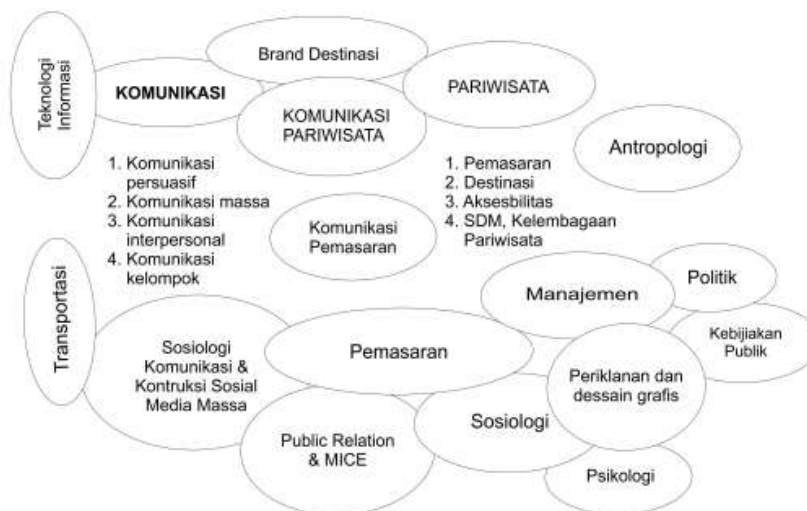 Teknologi
Informasi
KOMUNIKASI
Brand Destinasi
KOMUNIKASI
PARIWISATA
PARIWISATA
Antropologi
1. Komunikasi
persuasif
2. Komunikasi massa
3. Komunikasi
interpersonal
4. Komunikasi
kelompok
Komunikasi
Pemasaran
1. Pemasaran
2. Destinasi
3. Aksesbilitas
4. SDM, Kelembagaan
Pariwisata
Transportasi
Sosiologi
Komunikasi &
Kontruksi Sosial
Media Massa
Pemasaran
Manajemen
Politik
Kebijiakan
Publik
Periklanan dan
dessain grafis
Public Relation
& MICE
Sosiologi
Psikologi